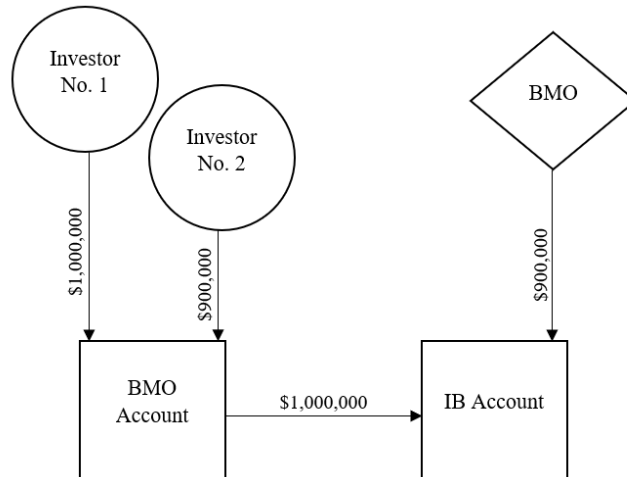 Investor
No. 1
Investor
No. 2
BMO
$1,000,000
$900,000
$900,000
BMO
Account
$1,000,000
IB Account